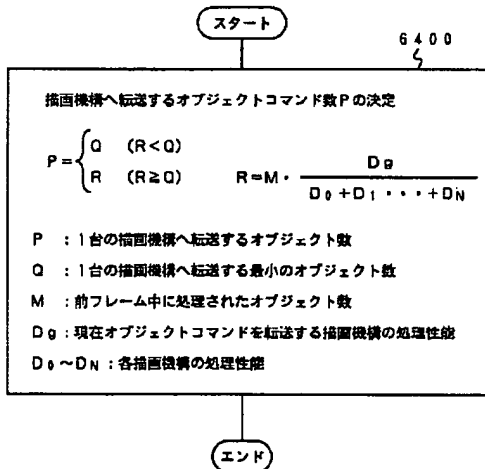 スタート
6400
描画機構へ転送するオブジェクトコマンド数Pの決定
P = { Q (R<Q)
R (R≧Q)
R=M・ Dg / D0+D1・・・+DN
P :1台の描画機構へ転送するオブジェクト数
Q :1台の描画機構へ転送する最小のオブジェクト数
M :前フレーム中に処理されたオブジェクト数
Dg:現在オブジェクトコマンドを転送する描画機構の処理性能
D0~DN:各描画機構の処理性能
エンド